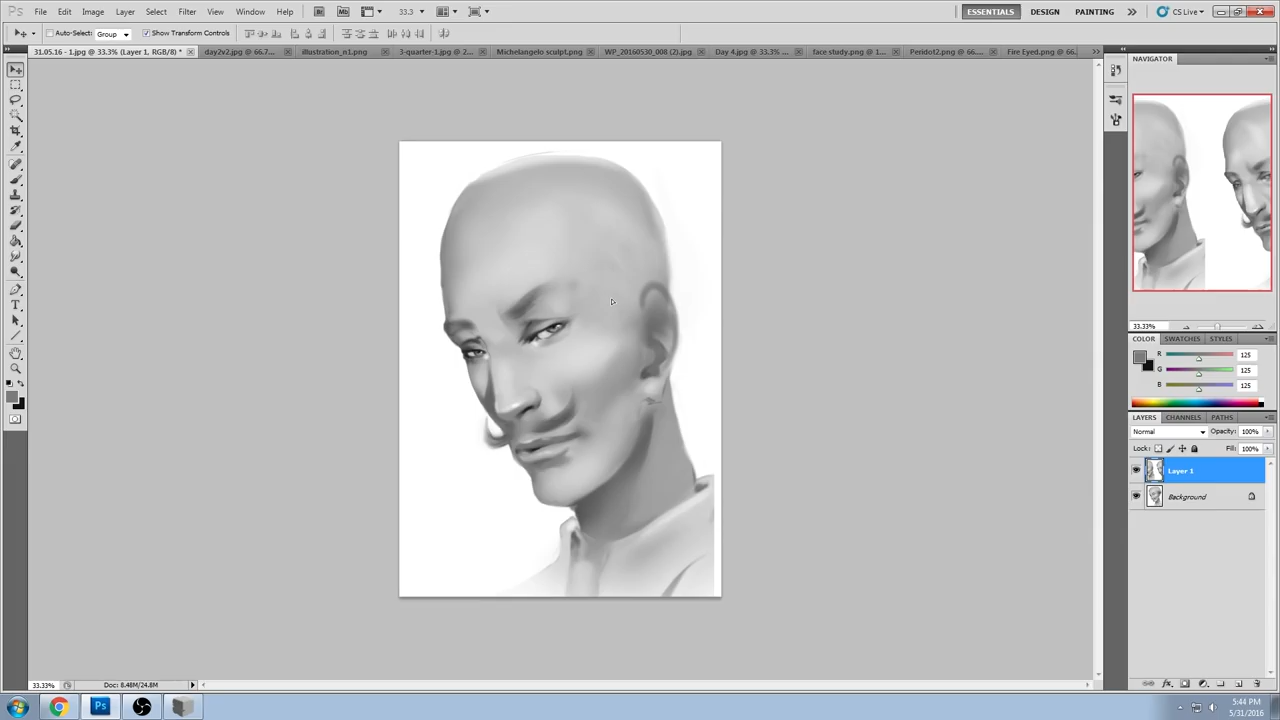 Ps File Edit Image Layer Select Filter View Window Help Mb 33.3 ESSENTIALS DESIGN PAINTING CS Live
Auto-Select: Group Show Transform Controls
31.05.16 - 1.jpg @ 33.3% (Layer 1, RGB/8) * day2v2.jpg @ 66.7... illustration_n1.png 3-quarter-1.jpg @ 2... Michelangelo sculpt.png WP_20160530_008 (2).jpg Day 4.jpg @ 33.3% ... face study.png @ 1... Peridot2.png @ 66.... Fire Eyed.png @ 66.
NAVIGATOR
33.33%
COLOR SWATCHES STYLES
R 125
G 125
B 125
LAYERS CHANNELS PATHS
Normal Opacity: 100%
Lock: Fill: 100%
Layer 1
Background
33.33% Doc: 8.48M/24.8M
Ps 5:44 PM
5/31/2016